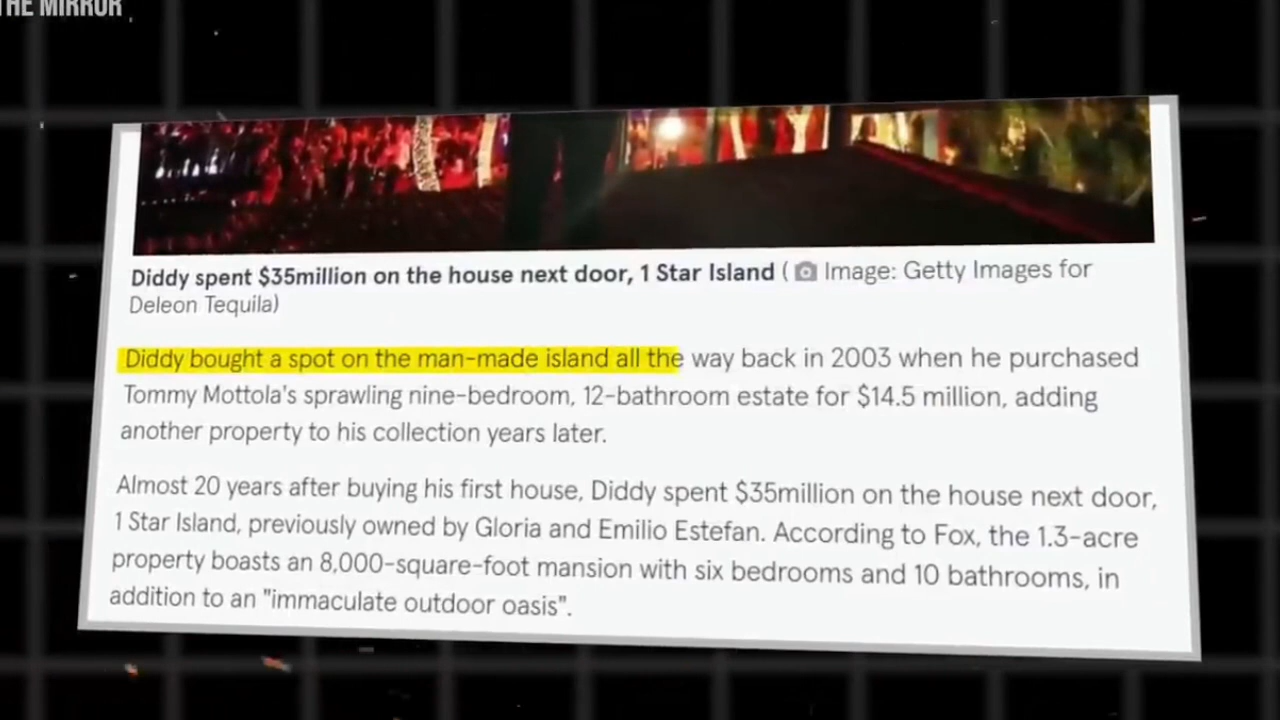 THE MIRROR
Diddy spent $35million on the house next door, 1 Star Island ( Image: Getty Images for
Deleon Tequila)
Diddy bought a spot on the man-made island all the way back in 2003 when he purchased
Tommy Mottola's sprawling nine-bedroom, 12-bathroom estate for $14.5 million, adding
another property to his collection years later.
Almost 20 years after buying his first house, Diddy spent $35million on the house next door,
1 Star Island, previously owned by Gloria and Emilio Estefan. According to Fox, the 1.3-acre
property boasts an 8,000-square-foot mansion with six bedrooms and 10 bathrooms, in
addition to an "immaculate outdoor oasis".